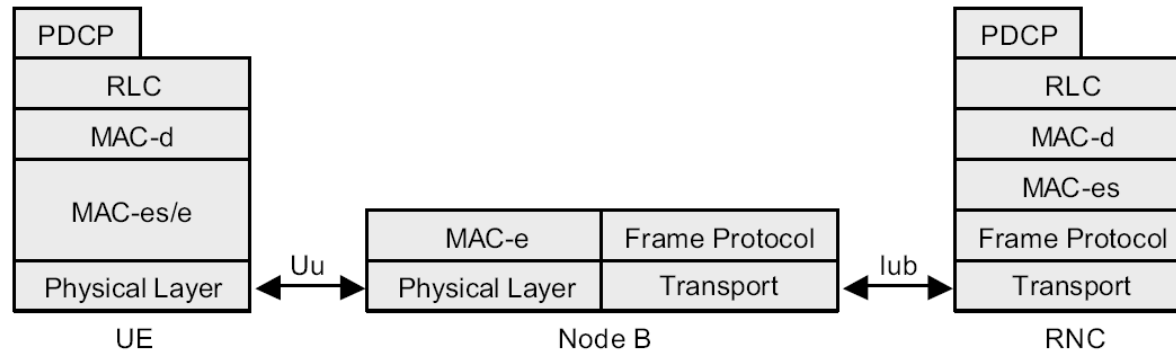 PDCP
RLC
MAC-d
MAC-es/e
Physical Layer
UE
Uu
MAC-e
Frame Protocol
Physical Layer
Transport
Node B
Iub
PDCP
RLC
MAC-d
MAC-es
Frame Protocol
Transport
RNC